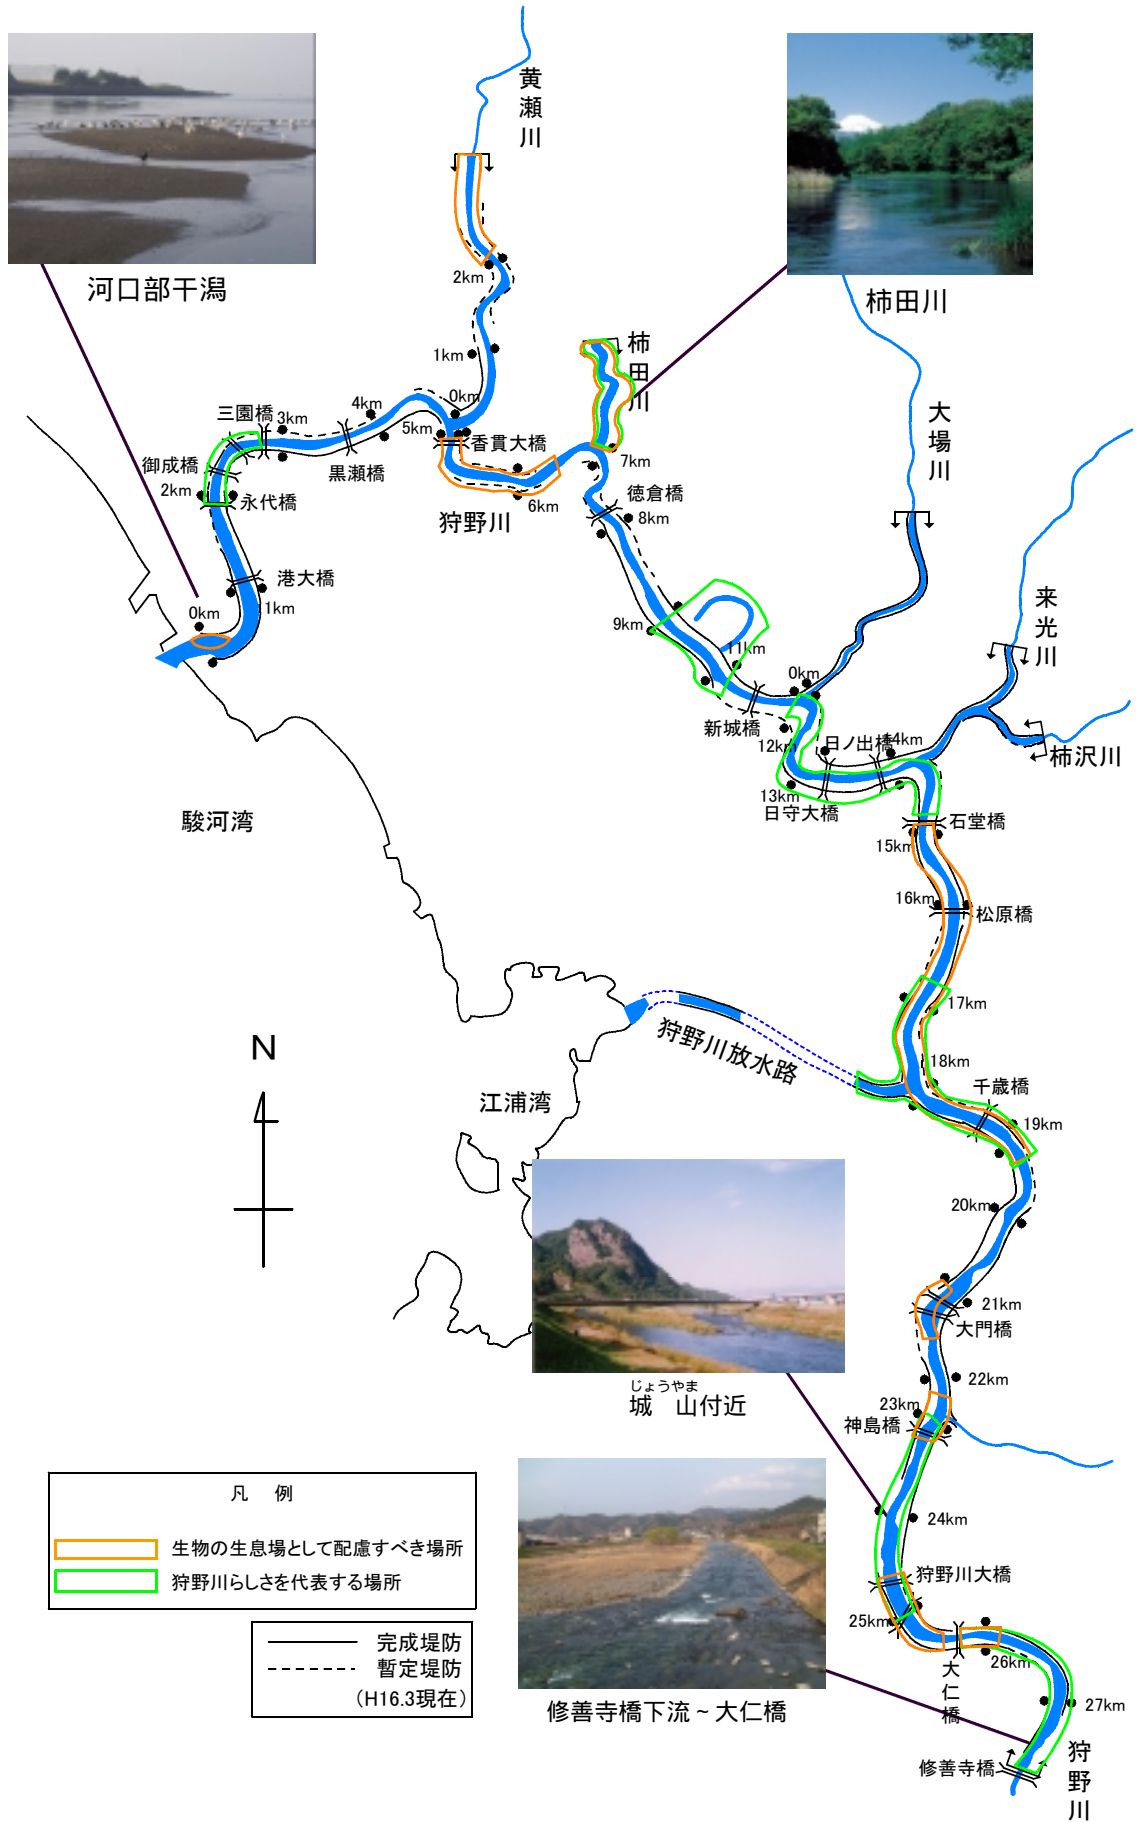 黄瀬川
河口部干潟
柿田川
2km
1km
0km
柿田川
大場川
三園橋
3km
4km
5km
香貫大橋
御成橋
2km
永代橋
黒瀬橋
狩野川
6km
7km
徳倉橋
8km
港大橋
1km
0km
9km
11km
来光川
0km
新城橋
12km
日ノ出橋
14km
柿沢川
13km
日守大橋
駿河湾
石堂橋
15km
16km
松原橋
17km
狩野川放水路
18km
N
江浦湾
千歳橋
19km
20km
21km
大門橋
22km
じょうやま
城 山付近
23km
神島橋
24km
狩野川大橋
25km
大仁橋
26km
27km
修善寺橋下流~大仁橋
修善寺橋
狩野川
凡 例
生物の生息場として配慮すべき場所
狩野川らしさを代表する場所
完成堤防
暫定堤防
(H16.3現在)